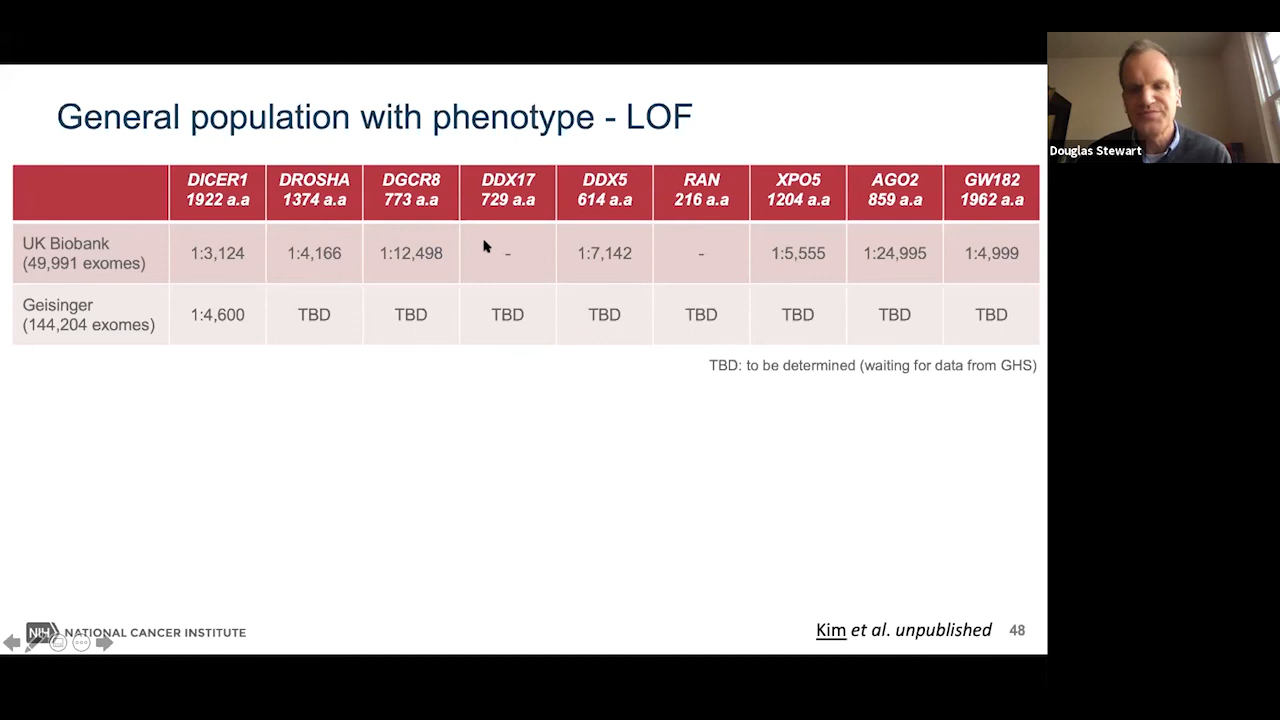 Douglas Stewart
General population with phenotype - LOF
DICER1 DROSHA DGCR8 DDX17 DDX5 RAN XPO5 AGO2 GW182
1922 a.a 1374 a.a 773 a.a 729 a.a 614 a.a 216 a.a 1204 a.a 859 a.a 1962 a.a
UK Biobank
(49,991 exomes) 1:3,124 1:4,166 1:12,498 - 1:7,142 - 1:5,555 1:24,995 1:4,999
Geisinger
(144,204 exomes) 1:4,600 TBD TBD TBD TBD TBD TBD TBD TBD
TBD: to be determined (waiting for data from GHS)
NIH NATIONAL CANCER INSTITUTE
Kim et al. unpublished 48